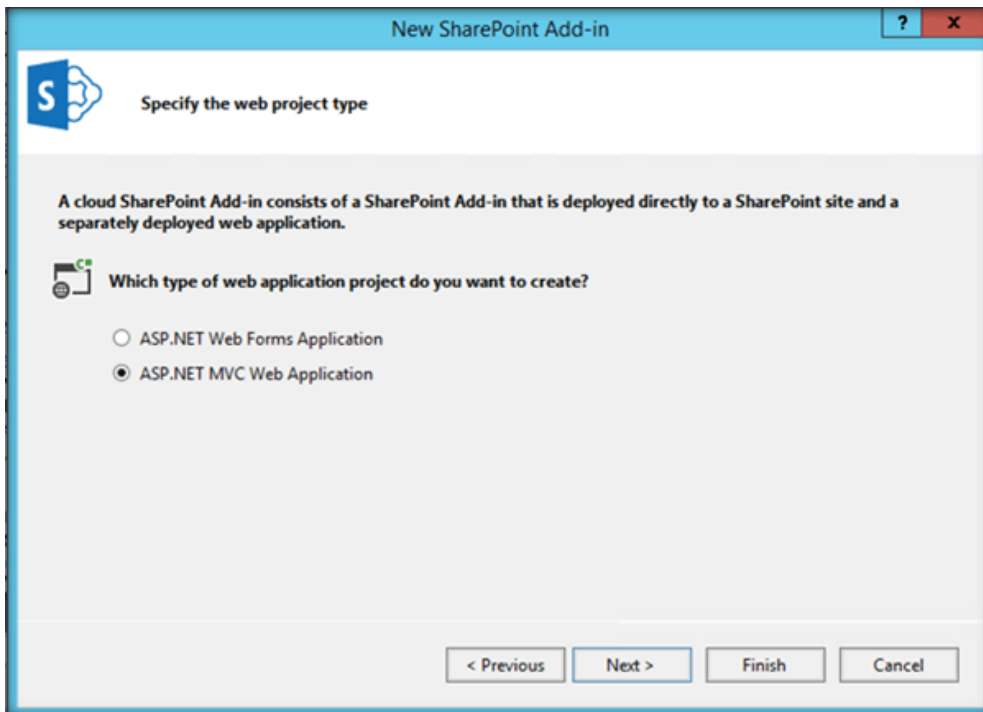 New SharePoint Add-in
? x
S
Specify the web project type
A cloud SharePoint Add-in consists of a SharePoint Add-in that is deployed directly to a SharePoint site and a
separately deployed web application.
C#
Which type of web application project do you want to create?
ASP.NET Web Forms Application
ASP.NET MVC Web Application
< Previous Next > Finish Cancel